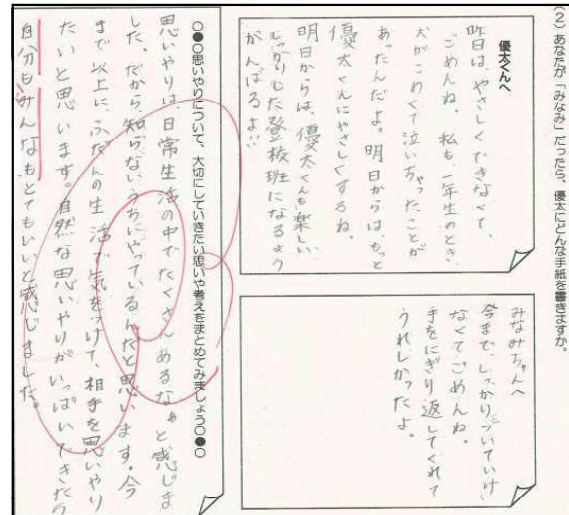 (2) あなたが「みなみ」だったら、優太にどんな手紙を書きますか。
優太くんへ
昨日は、やさしくできなくて、
ごめんね。私も一年生のとき、
犬がこわくて泣いちゃったことが
あったんだよ。明日からは、もっと
優太くんにやさしくするね。
明日からは、優太くんも楽しい、
しっかりした登校班になるよう
がんばるよ…
みなみちゃんへ
今まで、しっかりついていけ
なくてごめんね。
手をにぎり返してくれて
うれしかったよ。
○●○思いやりについて、大切にしていきたい思いや考えをまとめてみましょう○●○
思いやりは日常生活の中でたくさんあるなぁと感じま
した。だから、知らないうちにやっているんだと思います。今
まで以上に、ふだんの生活で気をつけて、相手を思いやり
たいと思います。自然な思いやりがいっぱいできたら
自分もみんなもとてもいいと感じました。